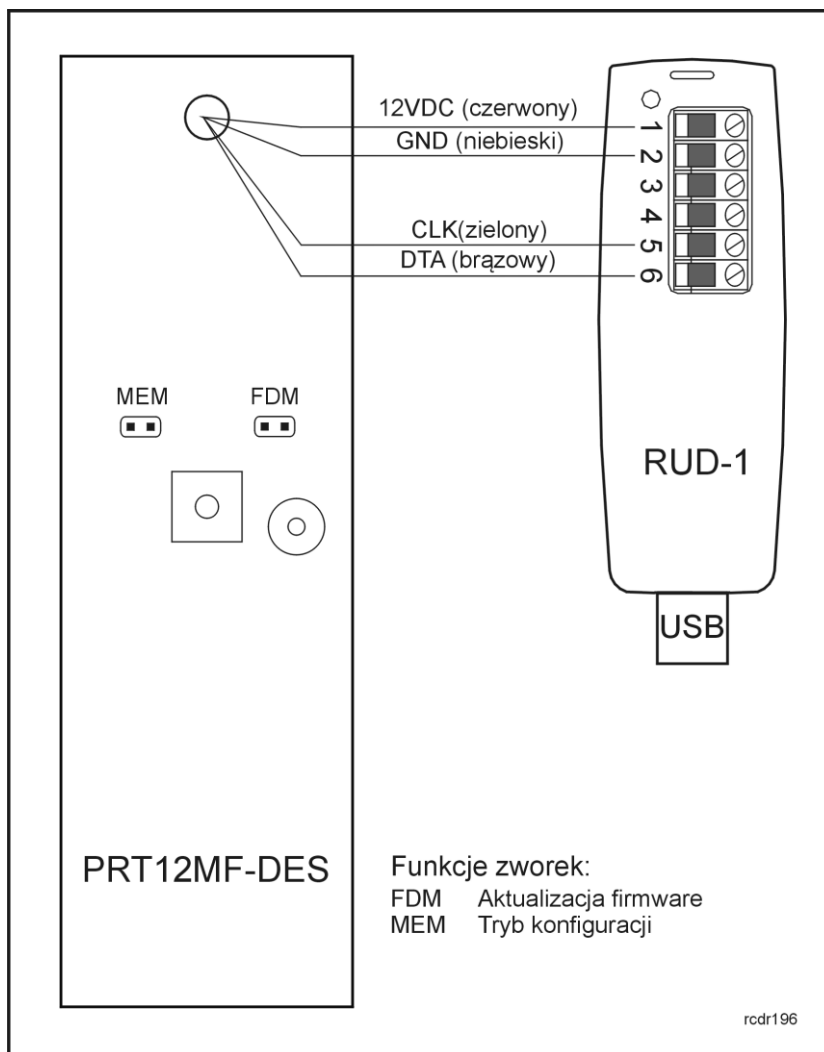 12VDC (czerwony)
GND (niebieski)
CLK(zielony)
DTA (brązowy)
1
2
3
4
5
6
MEM
FDM
RUD-1
USB
PRT12MF-DES
Funkcje zworek:
FDM Aktualizacja firmware
MEM Tryb konfiguracji
rcdr196